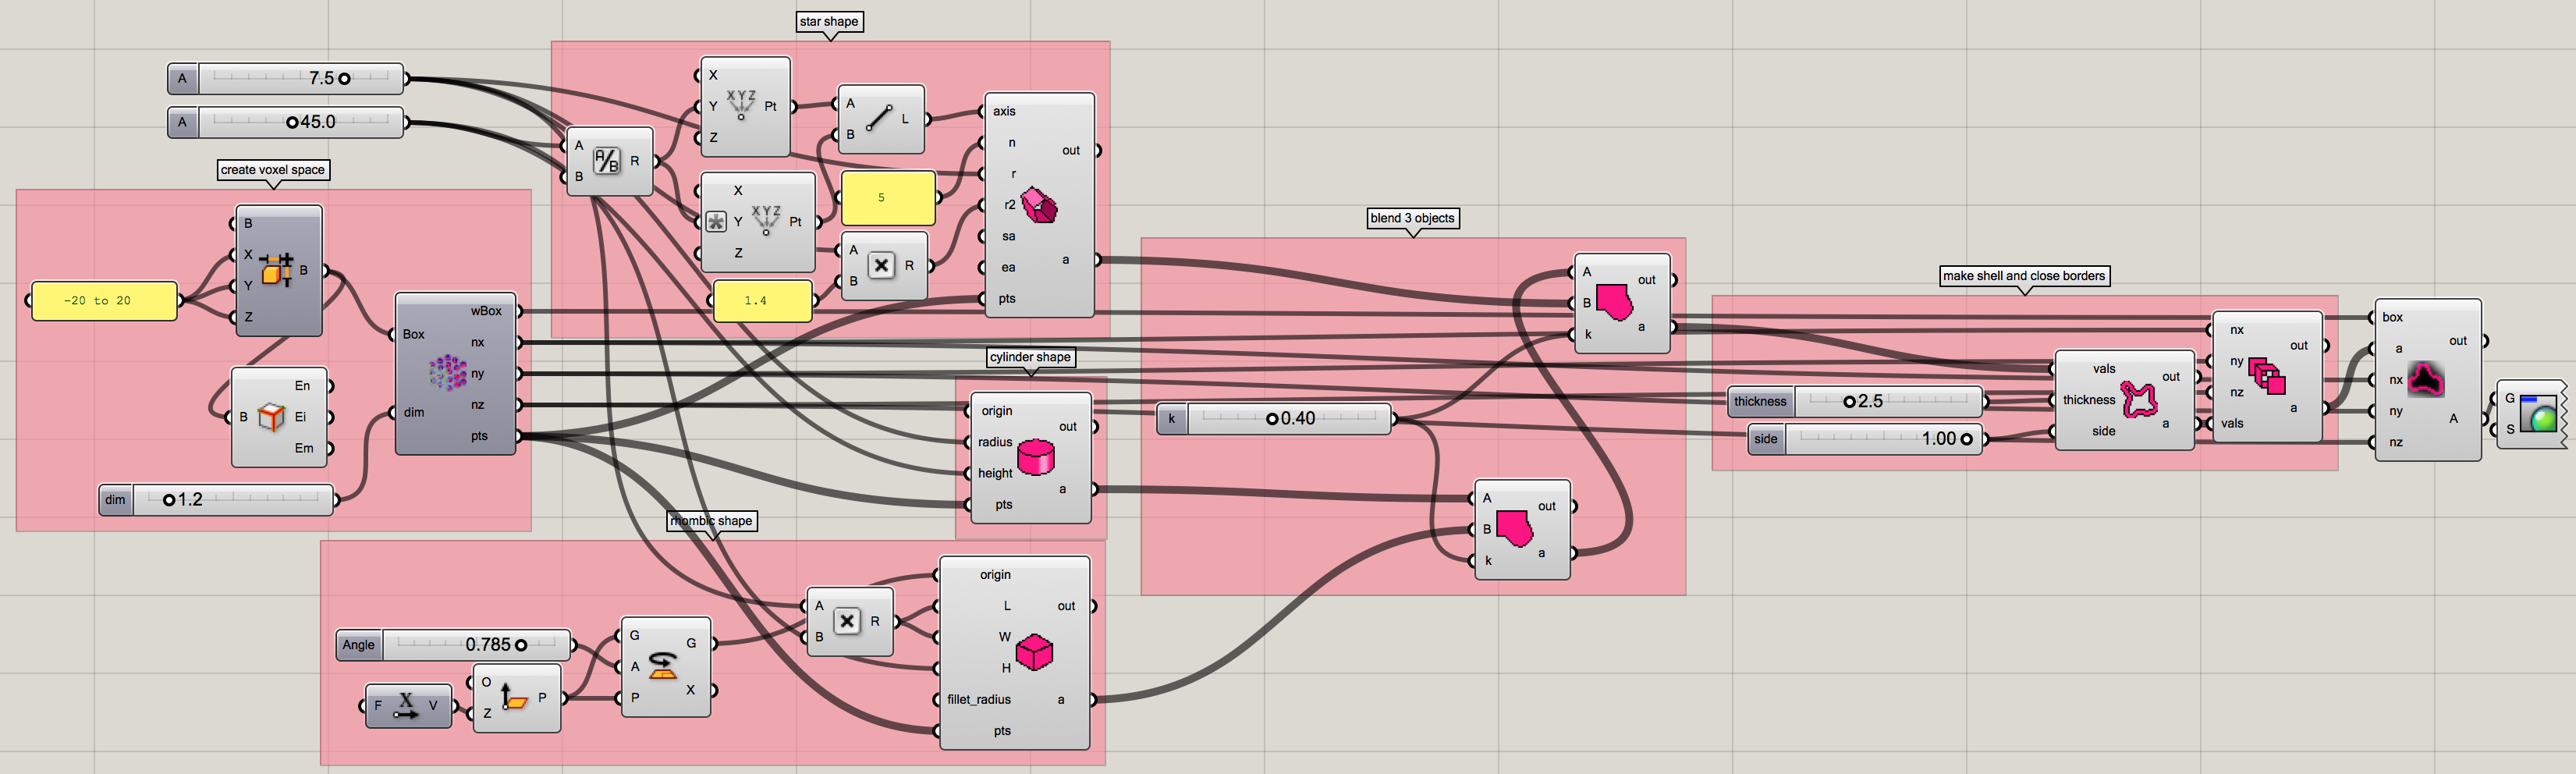 star shape
A 7.5
A 45.0
create voxel space
-20 to 20
B
X
Y
Z
B
B
En
Ei
Em
dim 1.2
Box
dim
wBox
nx
ny
nz
pts
A
B
A/B
R
X
Y
Z
XYZ
Pt
X
Y
Z
XYZ
Pt
A
B
L
5
1.4
A
B
R
axis
n
r
r2
sa
ea
pts
out
a
cylinder shape
origin
radius
height
pts
out
a
rhombic shape
Angle 0.785
F X V
O
Z
P
G
A
P
G
X
A
B
R
origin
L
W
H
fillet_radius
pts
out
a
blend 3 objects
k 0.40
A
B
k
out
a
A
B
k
out
a
make shell and close borders
thickness 2.5
side 1.00
vals
thickness
side
out
a
nx
ny
nz
vals
out
a
box
a
nx
ny
nz
out
A
G
S